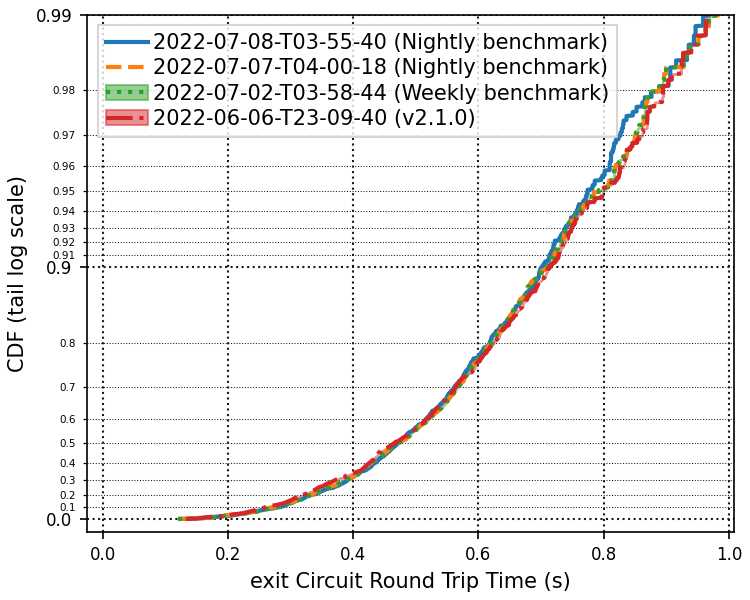 0.99
2022-07-08-T03-55-40 (Nightly benchmark)
2022-07-07-T04-00-18 (Nightly benchmark)
2022-07-02-T03-58-44 (Weekly benchmark)
2022-06-06-T23-09-40 (v2.1.0)
0.98
0.97
0.96
0.95
0.94
0.93
0.92
0.91
0.9
0.8
0.7
0.6
0.5
0.4
0.3
0.2
0.1
0.0
CDF (tail log scale)
0.0 0.2 0.4 0.6 0.8 1.0
exit Circuit Round Trip Time (s)